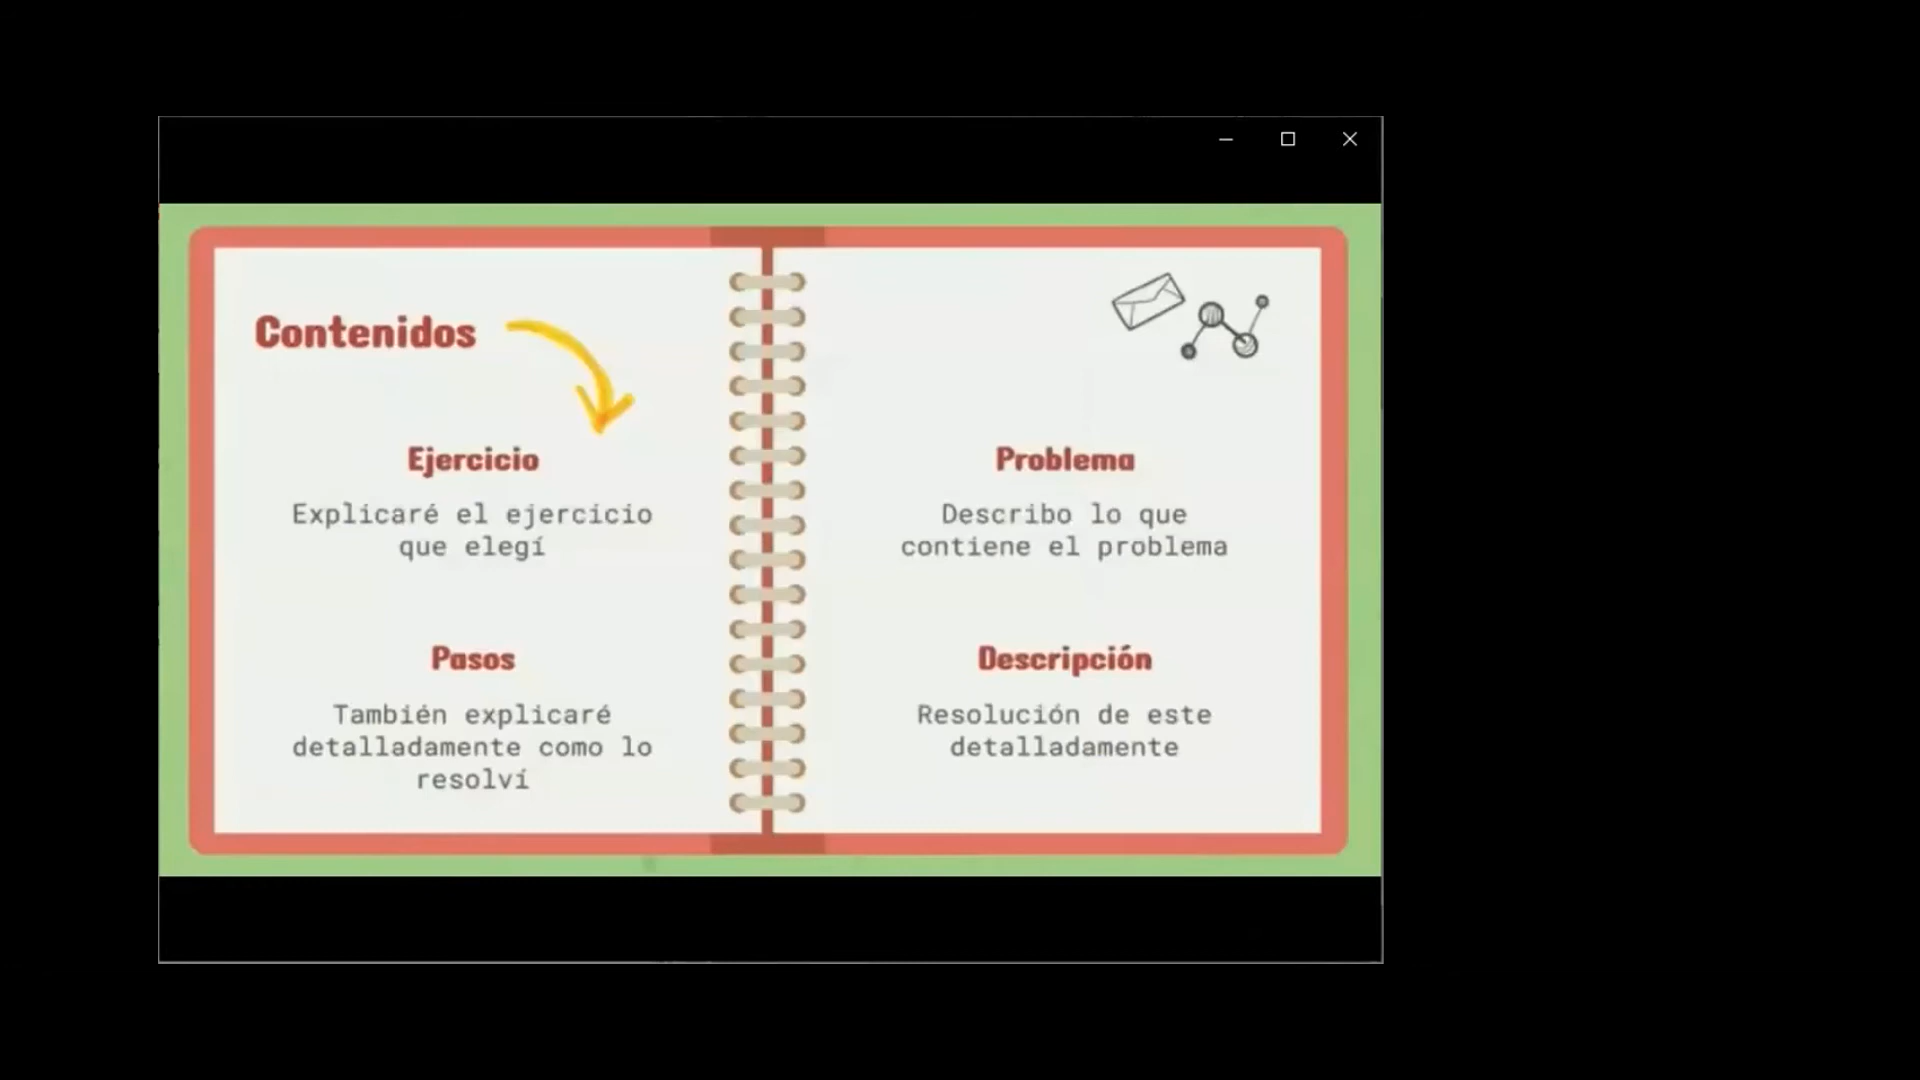 Contenidos
Ejercicio
Explicaré el ejercicio
que elegí
Pasos
También explicaré
detalladamente como lo
resolví
Problema
Describo lo que
contiene el problema
Descripción
Resolución de este
detalladamente